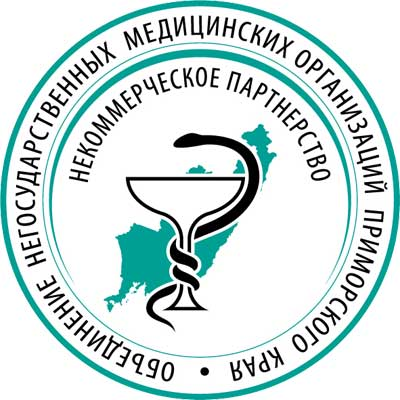 ОБЪЕДИНЕНИЕ НЕГОСУДАРСТВЕННЫХ МЕДИЦИНСКИХ ОРГАНИЗАЦИЙ ПРИМОРСКОГО КРАЯ •
НЕКОММЕРЧЕСКОЕ ПАРТНЕРСТВО